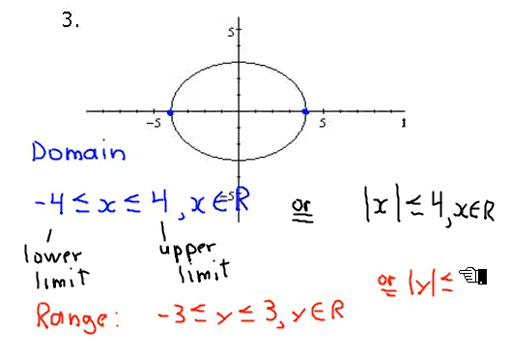 3.
5
-5
5
1
-5
Domain
-4 ≤ x ≤ 4, x ∈ R or |x| ≤ 4, x ∈ R
lower limit
upper limit
or |y| ≤
Range: -3 ≤ y ≤ 3, y ∈ R